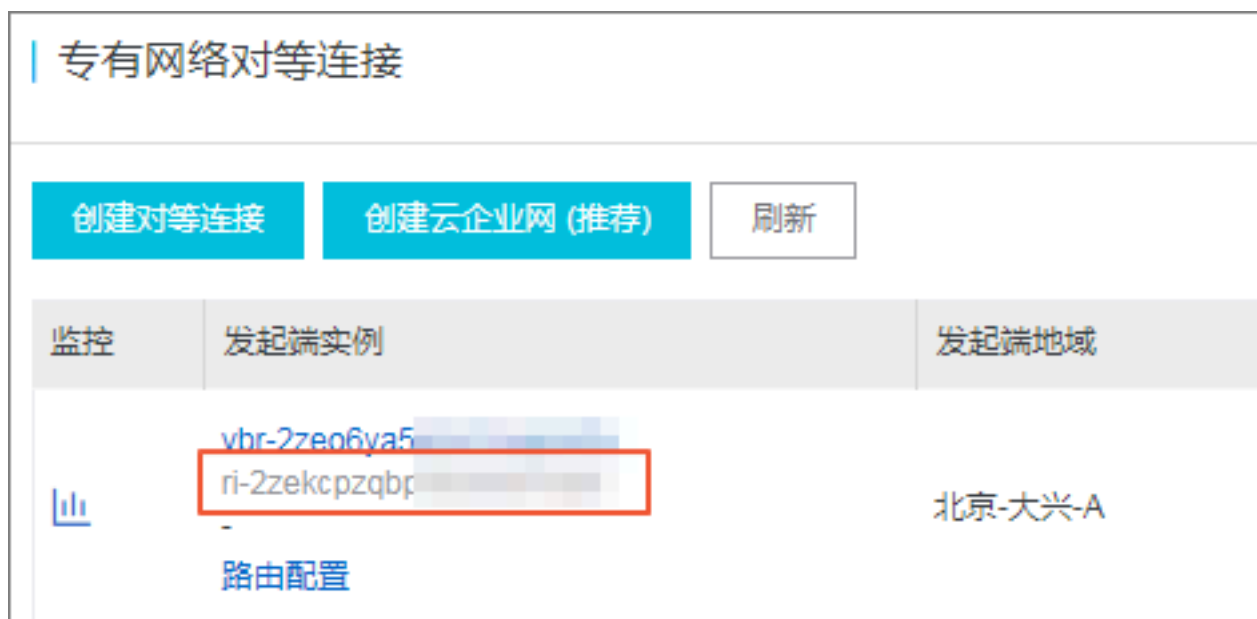 专有网络对等连接
创建对等连接 创建云企业网 (推荐) 刷新
监控 发起端实例 发起端地域
vbr-2zeo6ya5
ri-2zekcpzqbp
-
北京-大兴-A
路由配置